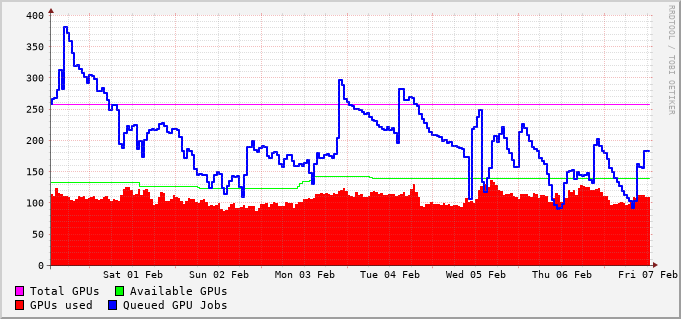 RRDTOOL / TOBI OETIKER
400
350
300
250
200
150
100
50
0
Sat 01 Feb Sun 02 Feb Mon 03 Feb Tue 04 Feb Wed 05 Feb Thu 06 Feb Fri 07 Feb
Total GPUs Available GPUs
GPUs used Queued GPU Jobs